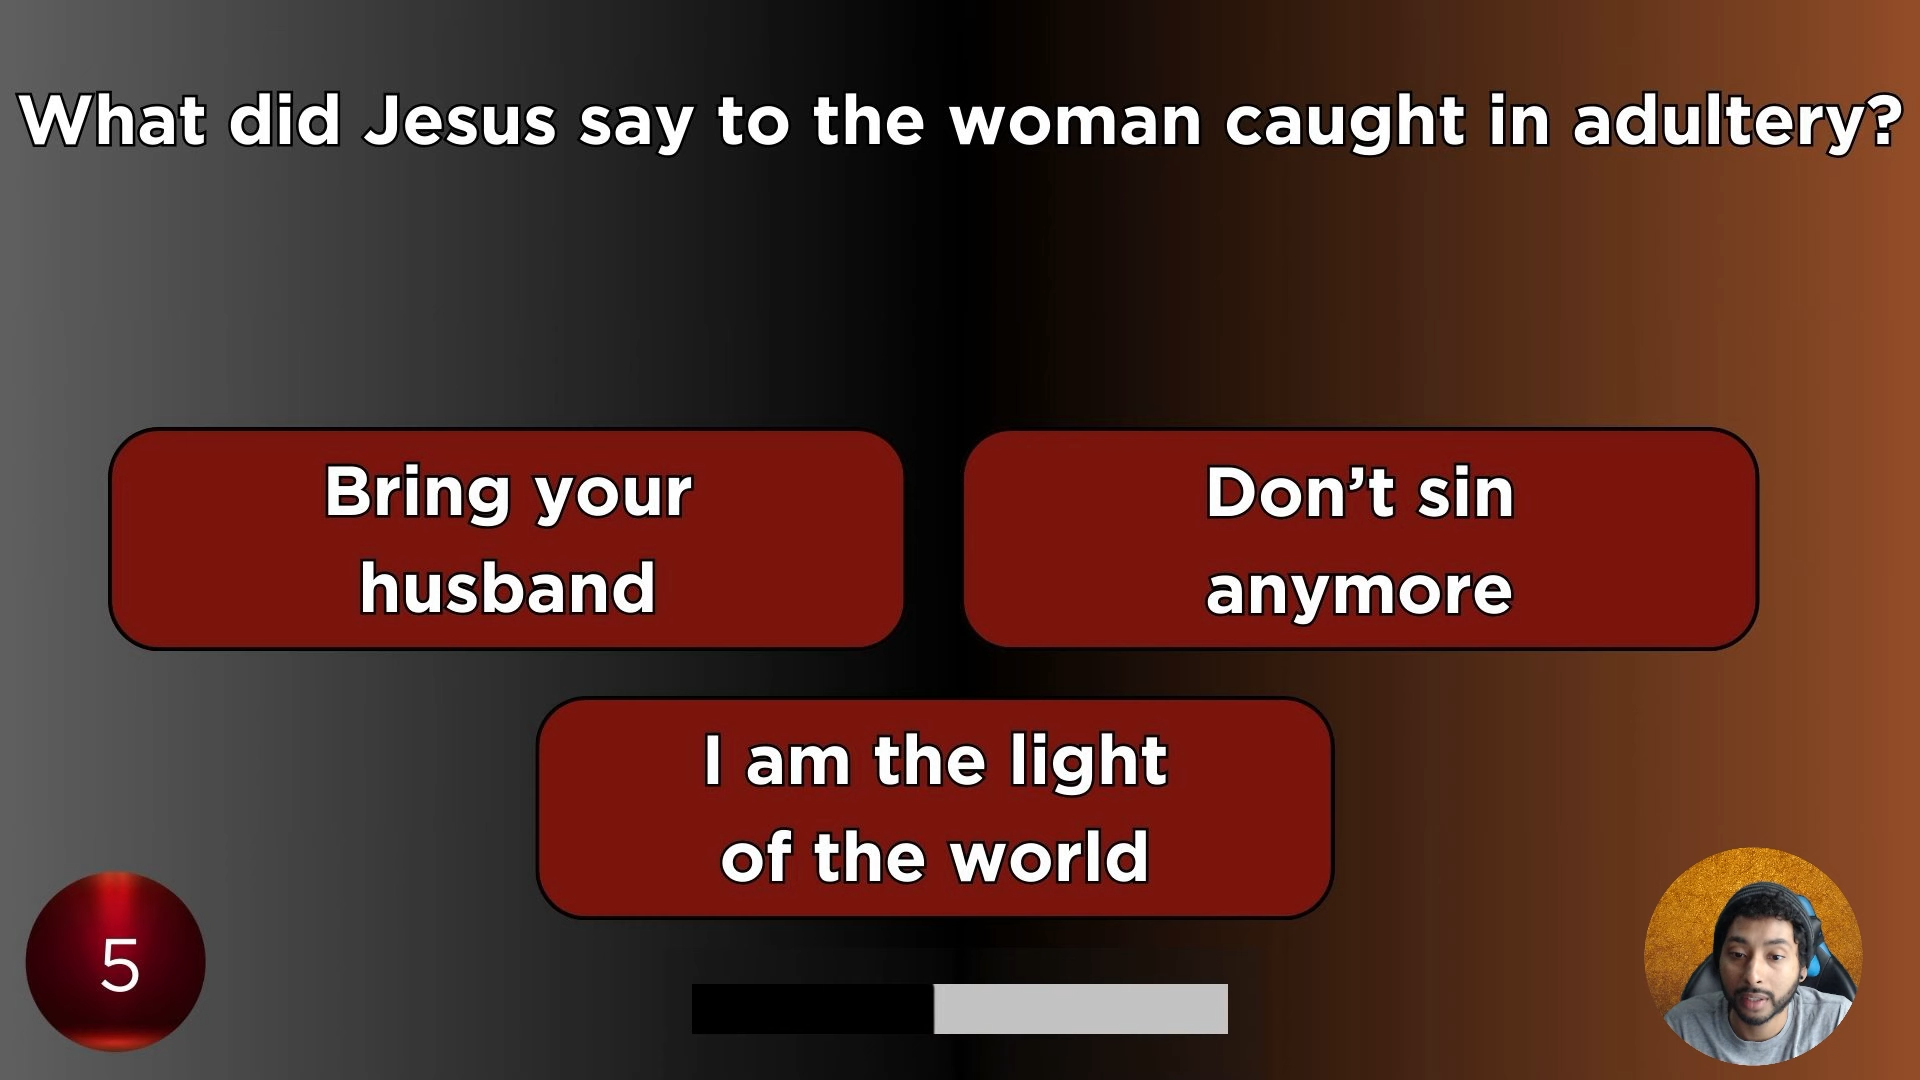 What did Jesus say to the woman caught in adultery?
Bring your
husband
Don’t sin
anymore
I am the light
of the world
5